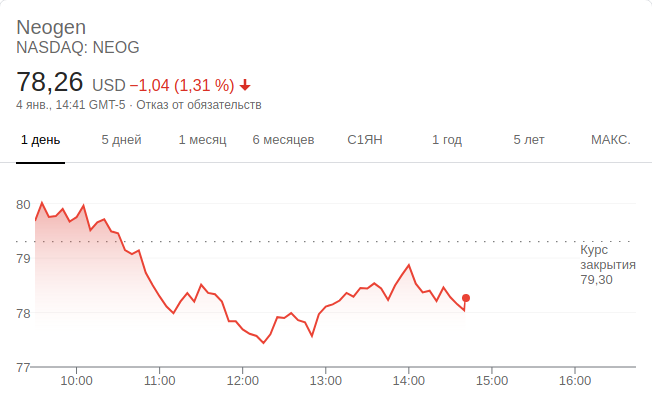 Neogen
NASDAQ: NEOG
78,26 USD −1,04 (1,31 %)
4 янв., 14:41 GMT-5 · Отказ от обязательств
1 день 5 дней 1 месяц 6 месяцев С1ЯН 1 год 5 лет МАКС.
80
79
78
77
Курс
закрытия
79,30
10:00 11:00 12:00 13:00 14:00 15:00 16:00